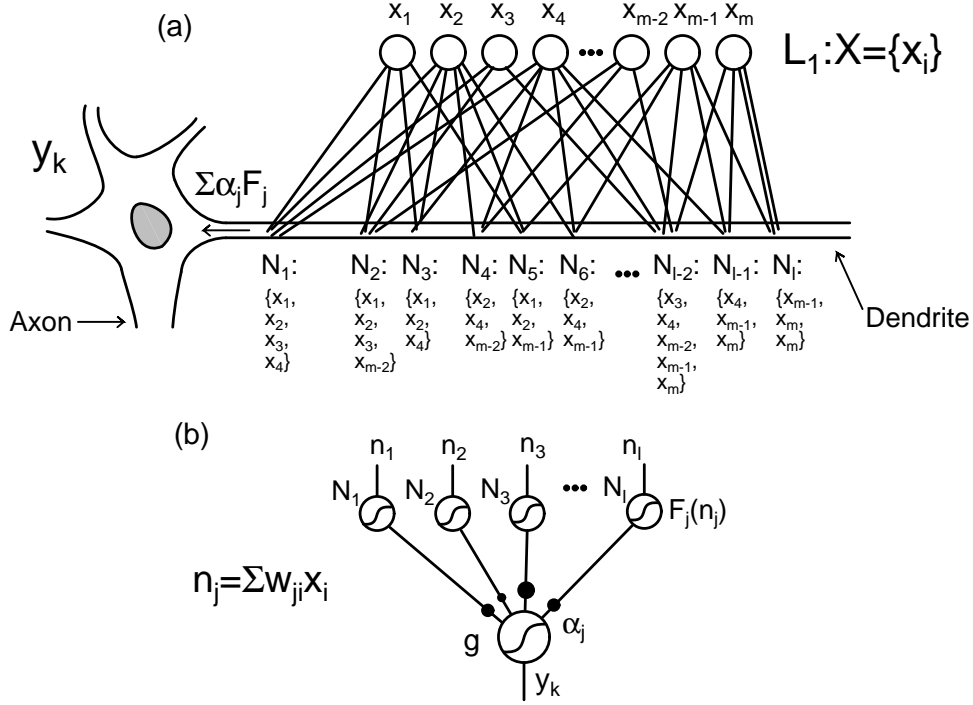 (a)
x1 x2 x3 x4 ••• xm-2 xm-1 xm
L1:X={xi}
yk
ΣαjFj
N1: N2: N3: N4: N5: N6: ••• Nl-2: Nl-1: Nl:
{x1, {x1, {x1, {x2, {x1, {x2, {x3, {x4, {xm-1,
x2, x2, x2, x4, x2, x4, x4, xm-1, xm,
x3, x3, x4} xm-2} xm-1} xm-1} xm-2, xm} xm}
x4} xm-2} xm-1,
xm}
Axon
Dendrite
(b)
n1 n2 n3 nl
N1 N2 N3 ••• Nl
Fj(nj)
nj=Σwjixi
g
αj
yk